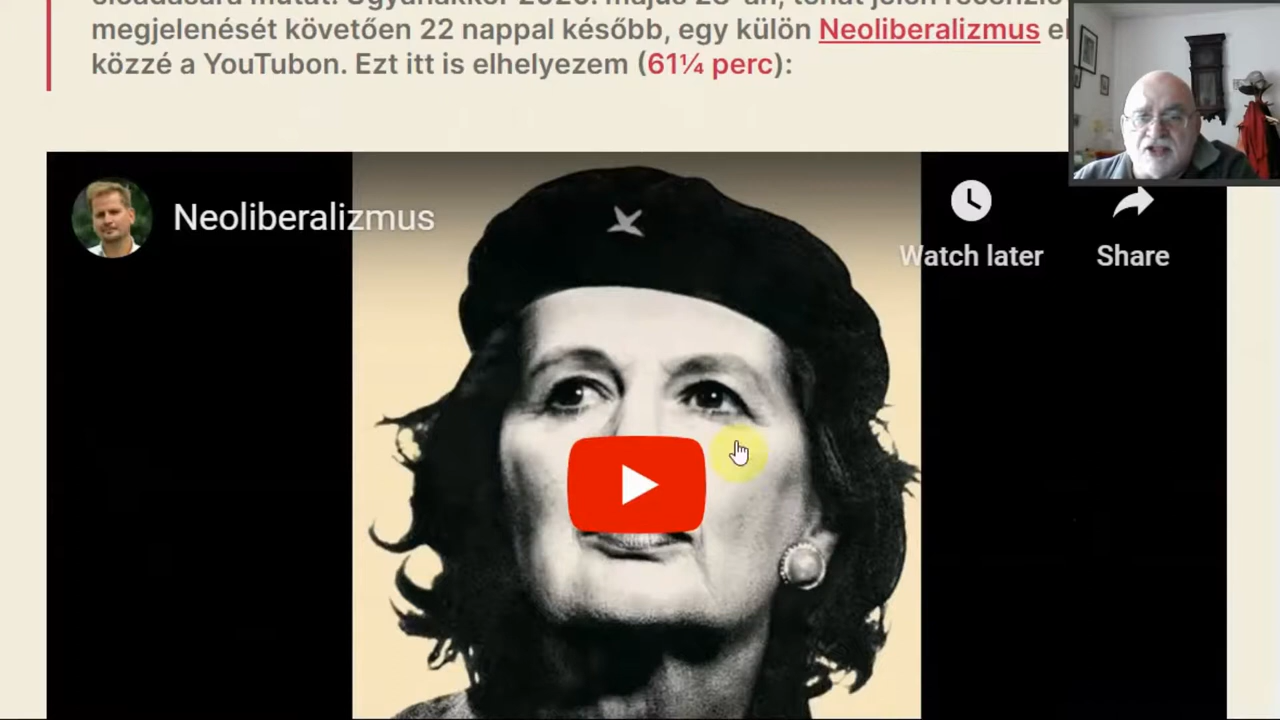 megjelenését követően 22 nappal később, egy külön Neoliberalizmus
közzé a YouTubon. Ezt itt is elhelyezem (61¼ perc):
Neoliberalizmus
Watch later
Share